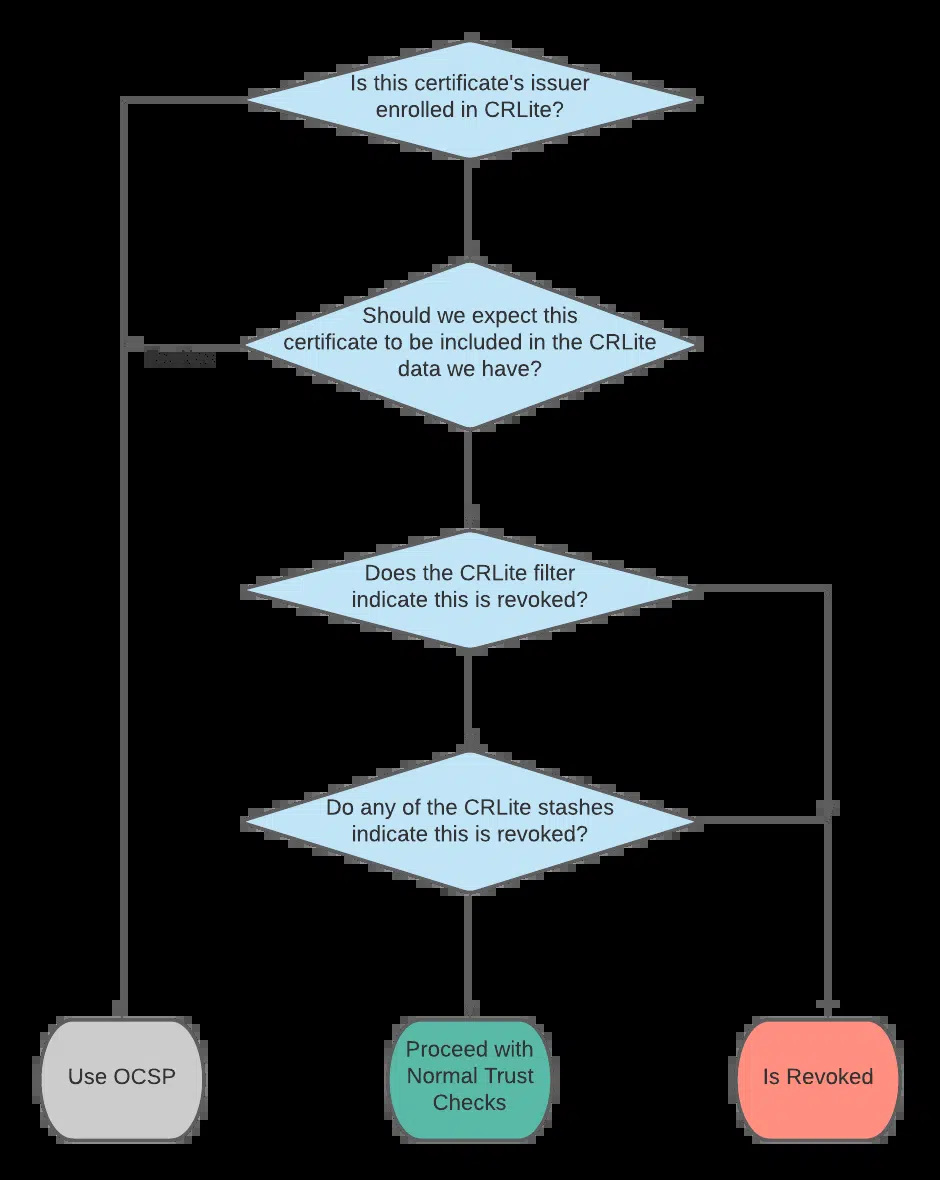 Is this certificate's issuer
enrolled in CRLite?
Should we expect this
certificate to be included in the CRLite
data we have?
Does the CRLite filter
indicate this is revoked?
Do any of the CRLite stashes
indicate this is revoked?
Use OCSP
Proceed with
Normal Trust
Checks
Is Revoked